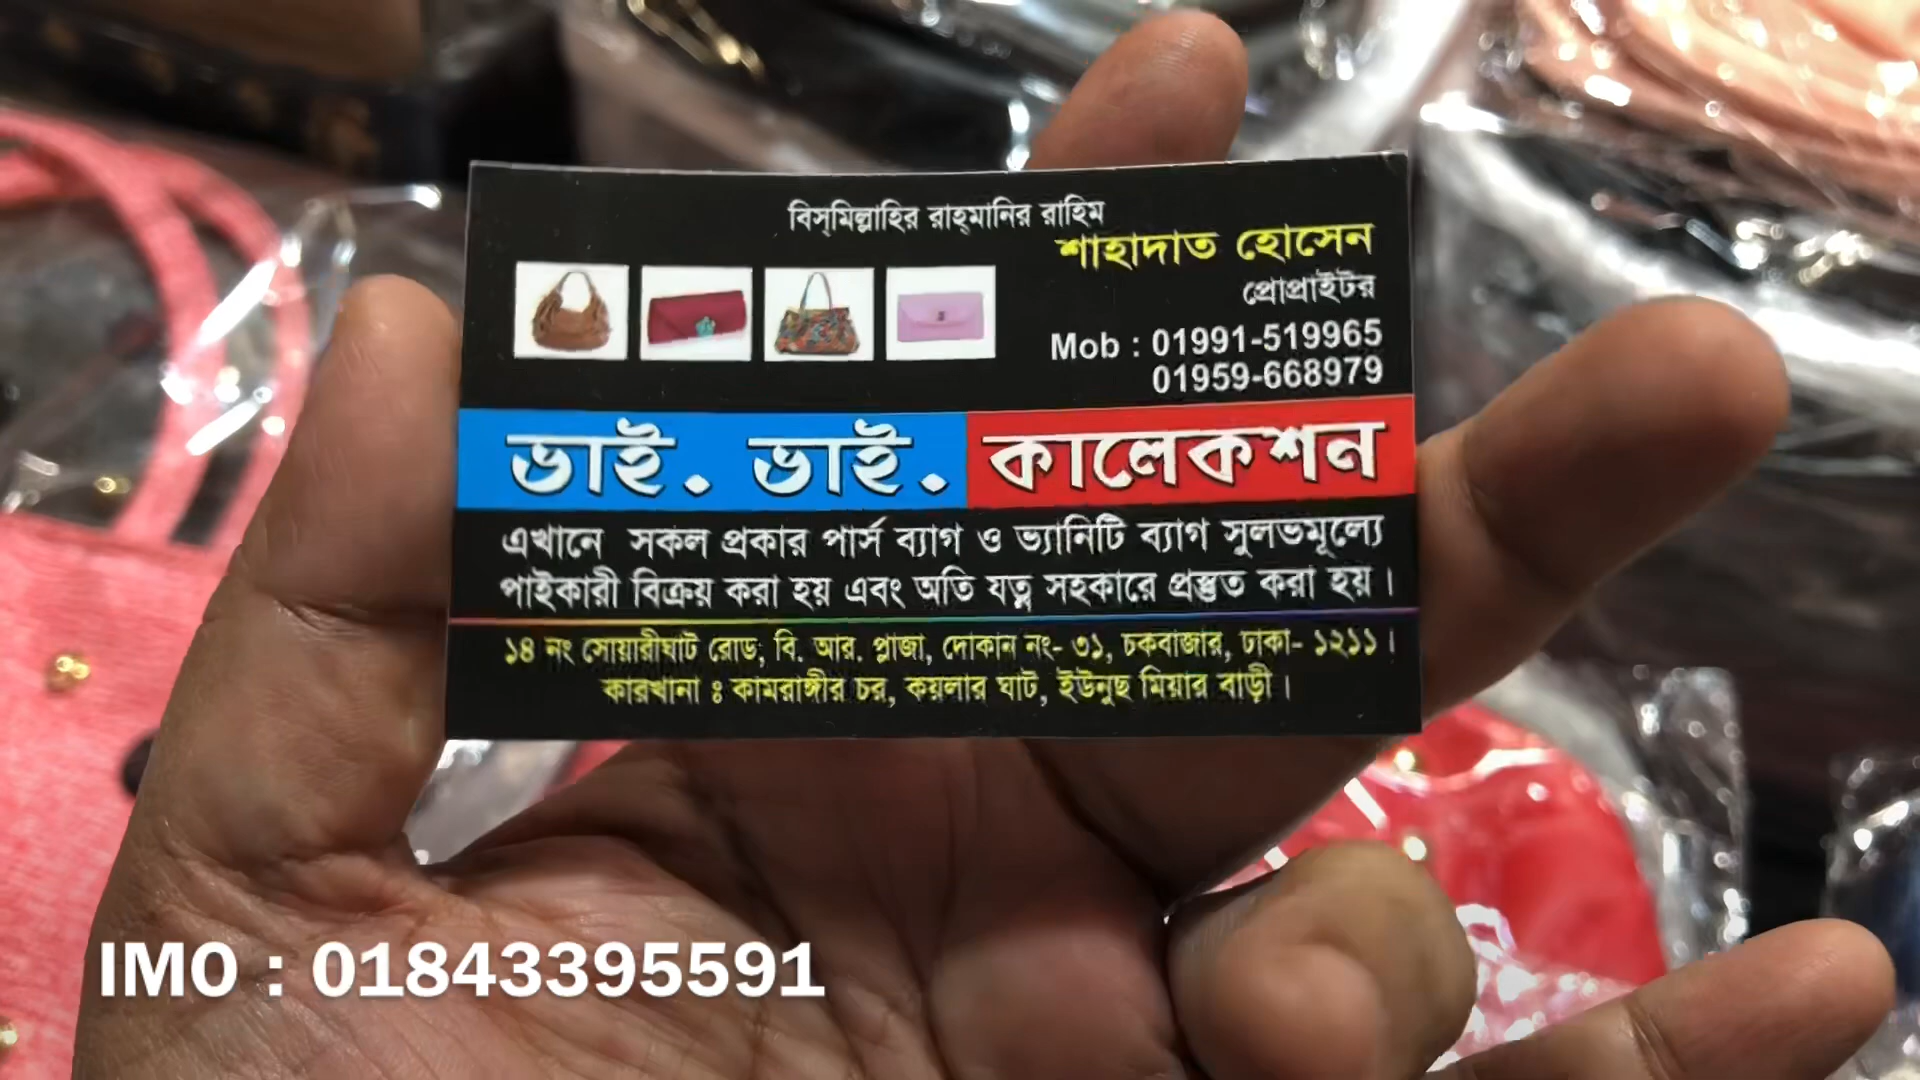 বিস্‌মিল্লাহির রাহ্‌মানির রাহিম
শাহাদাত হোসেন
প্রোপ্রাইটর
Mob : 01991-519965
01959-668979
ভাই. ভাই. কালেকশন
এখানে সকল প্রকার পার্স ব্যাগ ও ভ্যানিটি ব্যাগ সুলভমূল্যে
পাইকারী বিক্রয় করা হয় এবং অতি যত্ন সহকারে প্রস্তুত করা হয়।
১৪ নং সোয়ারীঘাট রোড, বি. আর. প্লাজা, দোকান নং- ৩১, চকবাজার, ঢাকা- ১২১১।
কারখানা ঃ কামরাঙ্গীর চর, কয়লার ঘাট, ইউনুছ মিয়ার বাড়ী।
IMO : 01843395591